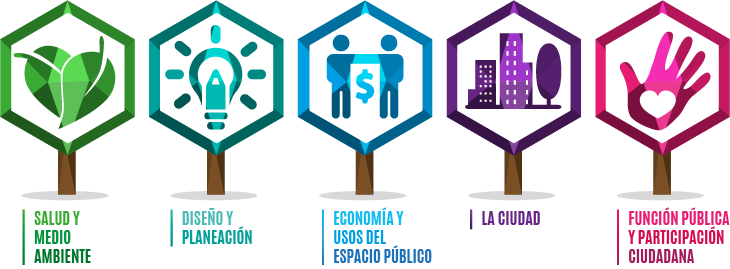 $
SALUD Y
MEDIO
AMBIENTE
DISEÑO Y
PLANEACIÓN
ECONOMÍA Y
USOS DEL
ESPACIO PÚBLICO
LA CIUDAD
FUNCIÓN PÚBLICA
Y PARTICIPACIÓN
CIUDADANA